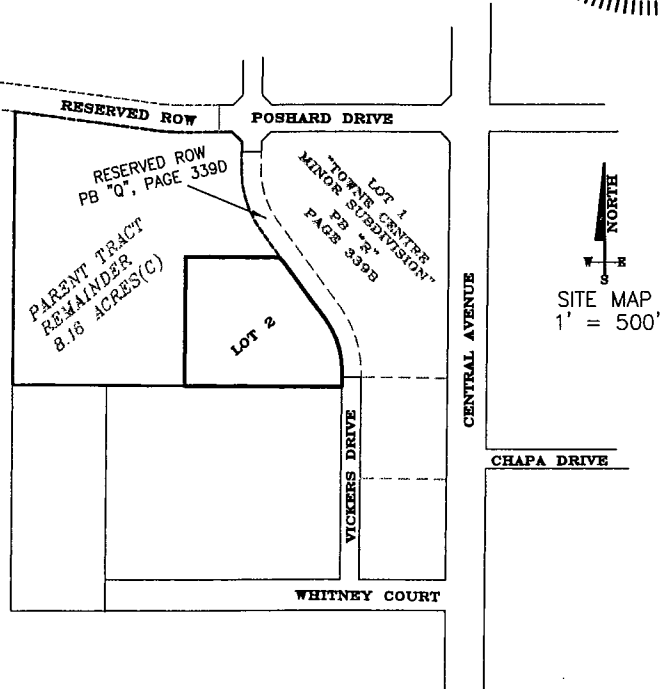 RESERVED ROW
POSHARD DRIVE
RESERVED ROW
PB "Q", PAGE 339D
LOT 1
"TOWNE CENTRE
MINOR SUBDIVISION"
PB "R"
PAGE 339B
PARENT TRACT
REMAINDER
8.16 ACRES(C)
LOT 2
NORTH
W E
S
SITE MAP
1' = 500'
CENTRAL AVENUE
VICKERS DRIVE
CHAPA DRIVE
WHITNEY COURT